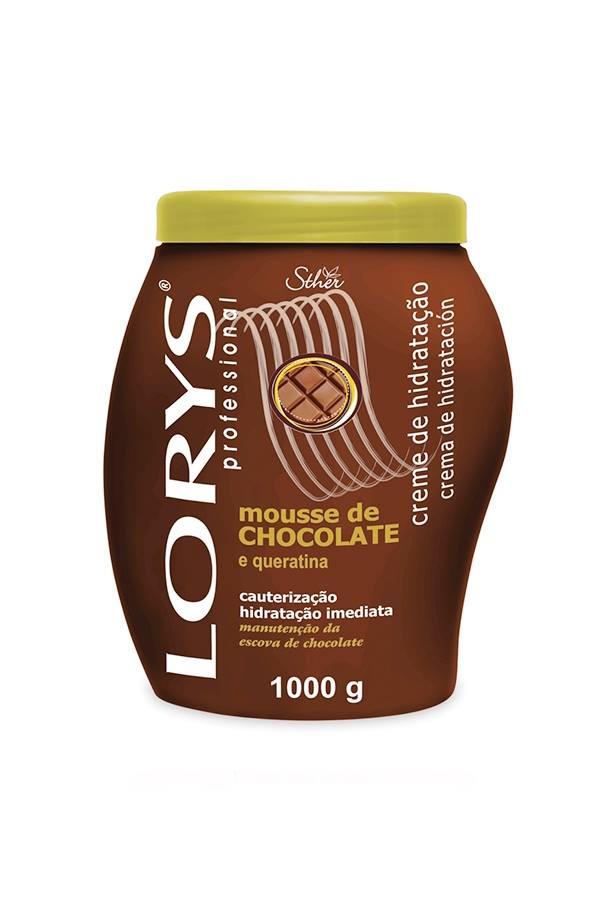 Sther
LORYS®
professional
creme de hidratação
crema de hidratación
mousse de
CHOCOLATE
e queratina
cauterização
hidratação imediata
manutenção da
escova de chocolate
1000 g